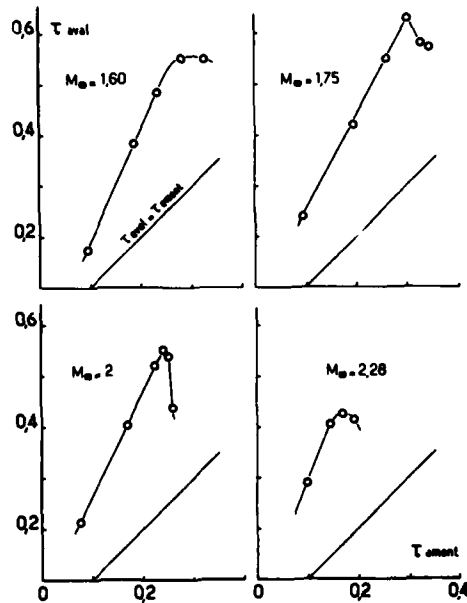 0,6
τ aval
M∞ = 1,60
M∞ = 1,75
0,4
τ aval = τ amont
0,2
0,6
M∞ = 2
M∞ = 2,28
0,4
0,2
τ amont
0
0,2
0
0,2
0,4